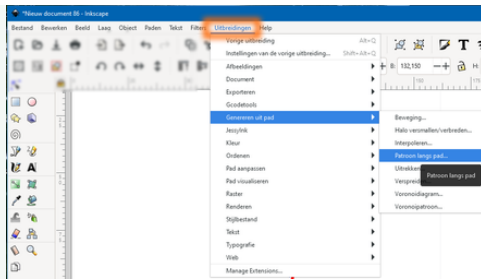 *Nieuw document 86 - Inkscape
Bestand Bewerken Beeld Laag Object Paden Tekst Filters Uitbreidingen Help
Vorige uitbreiding Alt+Q
Instellingen van de vorige uitbreiding... Shift+Alt+Q
B: 132,150 H:
Afbeeldingen
Document
Exporteren
Gcodetools
Genereren uit pad
Beweging...
JessyInk
Halo versmallen/verbreden...
Kleur
Interpoleren...
Ordenen
Patroon langs pad...
Pad aanpassen
Uitrekken
Patroon langs pad
Pad visualiseren
Verspreid
Raster
Voronoidiagram...
Renderen
Voronoipatroon...
Stijlbestand
Tekst
Typografie
Web
Manage Extensions...